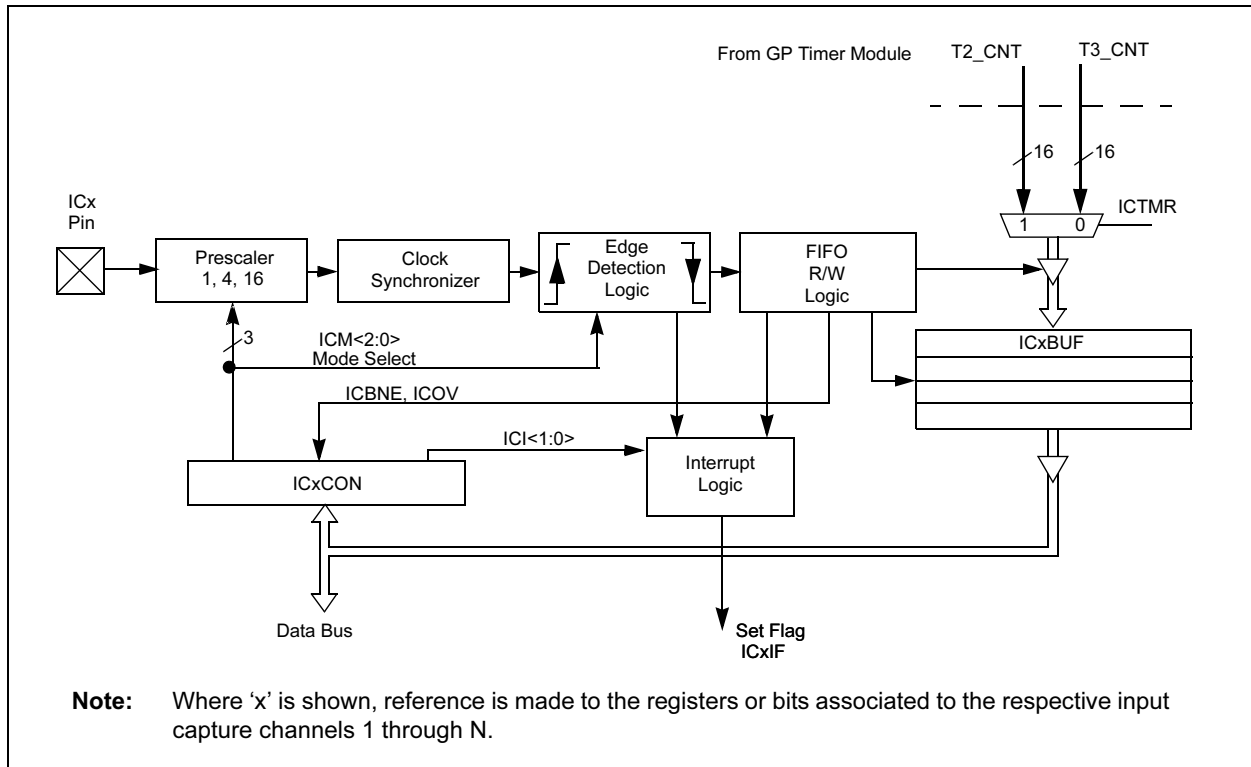 From GP Timer Module
T2_CNT
T3_CNT
16
16
ICx
Pin
1
0
ICTMR
Prescaler
1, 4, 16
Clock
Synchronizer
Edge
Detection
Logic
FIFO
R/W
Logic
3
ICM<2:0>
Mode Select
ICxBUF
ICBNE, ICOV
ICI<1:0>
ICxCON
Interrupt
Logic
Data Bus
Set Flag
ICxIF
Note: Where ‘x’ is shown, reference is made to the registers or bits associated to the respective input
capture channels 1 through N.